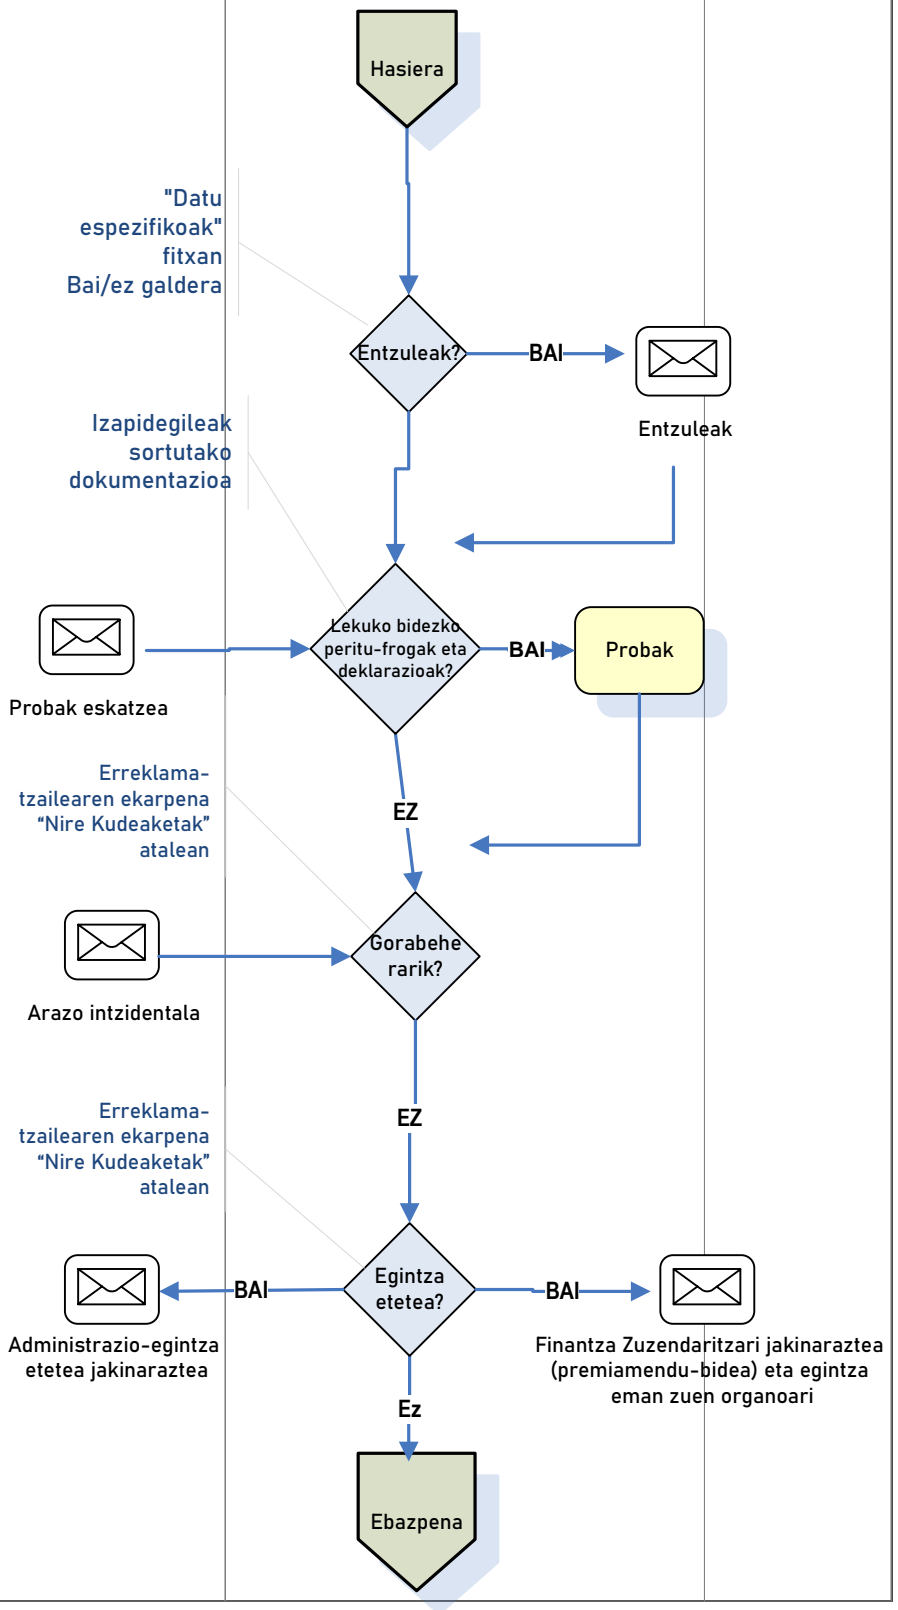 Hasiera
"Datu
espezifikoak"
fitxan
Bai/ez galdera
Entzuleak?
BAI
Entzuleak
Izapidegileak
sortutako
dokumentazioa
Lekuko bidezko
peritu-frogak eta
deklarazioak?
BAI
Probak
Probak eskatzea
EZ
Erreklama-
tzailearen ekarpena
“Nire Kudeaketak”
atalean
Gorabehe
rarik?
Arazo intzidentala
EZ
Erreklama-
tzailearen ekarpena
“Nire Kudeaketak”
atalean
Egintza
etetea?
BAI
BAI
Administrazio-egintza
etetea jakinaraztea
Finantza Zuzendaritzari jakinaraztea
(premiamendu-bidea) eta egintza
eman zuen organoari
Ez
Ebazpena